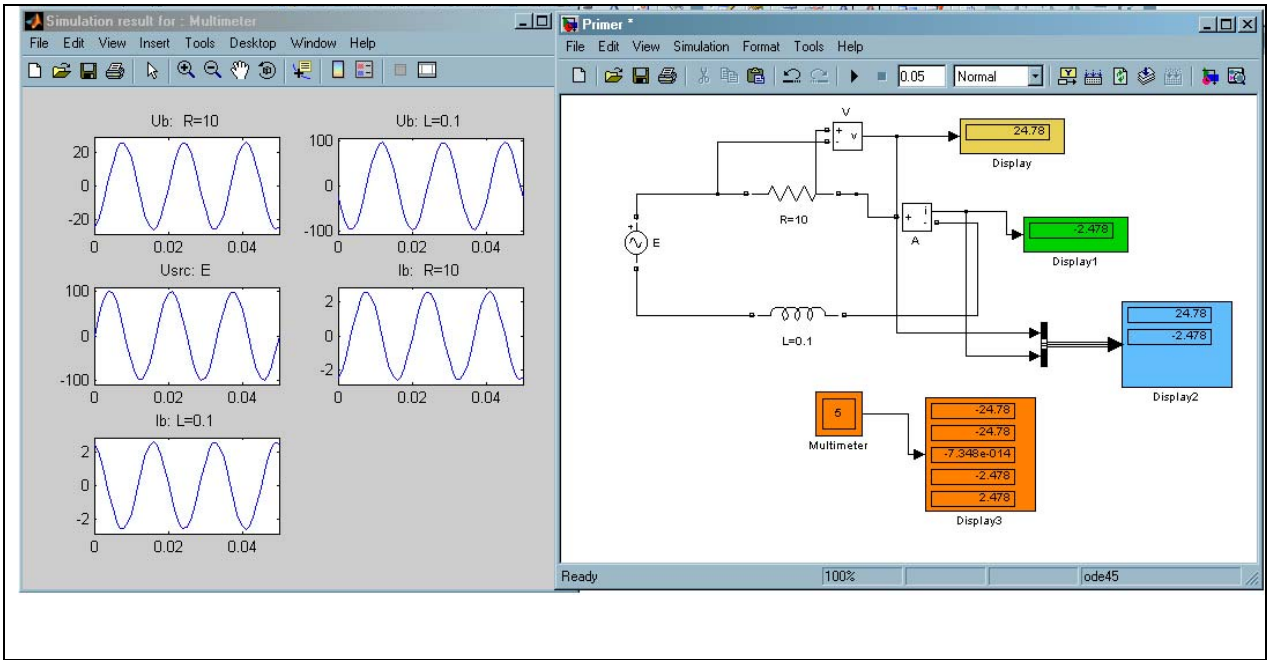 Simulation result for : Multimeter
File Edit View Insert Tools Desktop Window Help
Ub: R=10
20
0
-20
0 0.02 0.04
Ub: L=0.1
100
0
-100
0 0.02 0.04
Usrc: E
100
0
-100
0 0.02 0.04
Ib: R=10
2
0
-2
0 0.02 0.04
Ib: L=0.1
2
0
-2
0 0.02 0.04
Primer *
File Edit View Simulation Format Tools Help
0.05 Normal
V
+ v
-
24.78
Display
R=10
+ i
-
A
-2.478
Display1
+
E
L=0.1
24.78
-2.478
Display2
5
Multimeter
-24.78
-24.78
-7.348e-014
-2.478
2.478
Display3
Ready 100% ode45